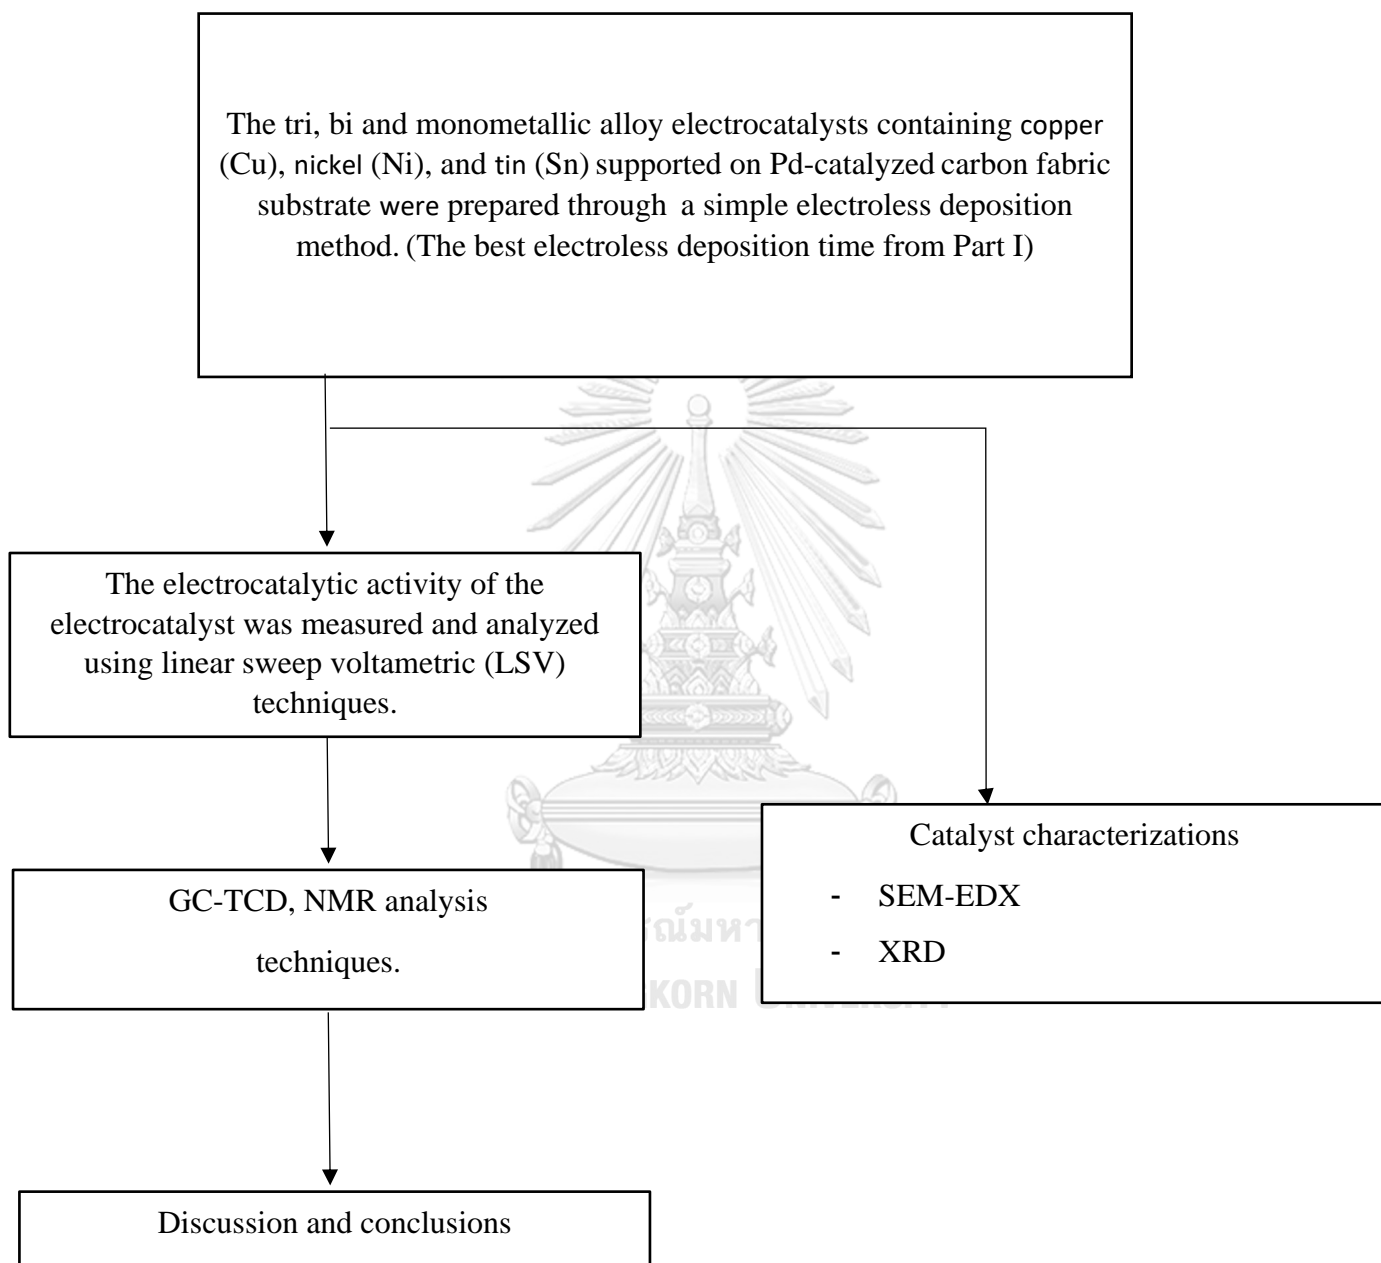 The tri, bi and monometallic alloy electrocatalysts containing copper
(Cu), nickel (Ni), and tin (Sn) supported on Pd-catalyzed carbon fabric
substrate were prepared through a simple electroless deposition
method. (The best electroless deposition time from Part I)
The electrocatalytic activity of the
electrocatalyst was measured and analyzed
using linear sweep voltametric (LSV)
techniques.
GC-TCD, NMR analysis
techniques.
Catalyst characterizations
- SEM-EDX
- XRD
Discussion and conclusions